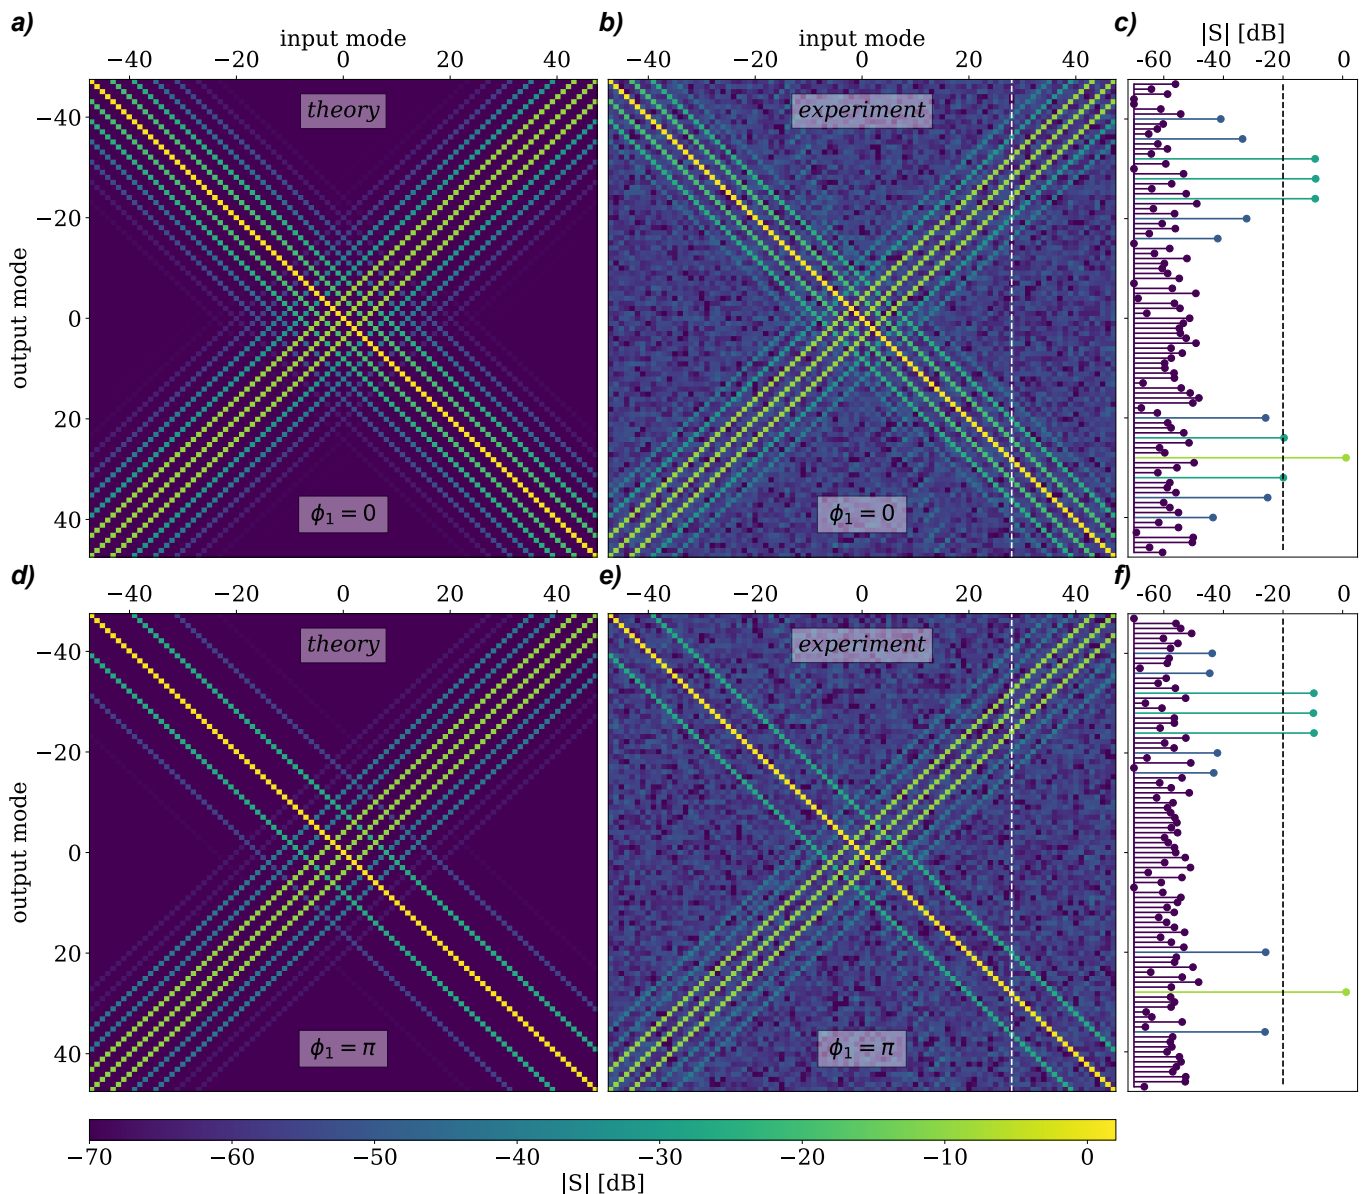 a)
input mode
−40 −20 0 20 40
b)
input mode
−40 −20 0 20 40
c)
|S| [dB]
−60 −40 −20 0
theory
experiment
−40
−20
0
20
40
output mode
ϕ₁ = 0
ϕ₁ = 0
d)
−40 −20 0 20 40
e)
−40 −20 0 20 40
f)
−60 −40 −20 0
theory
experiment
−40
−20
0
20
40
output mode
ϕ₁ = π
ϕ₁ = π
−70 −60 −50 −40 −30 −20 −10 0
|S| [dB]